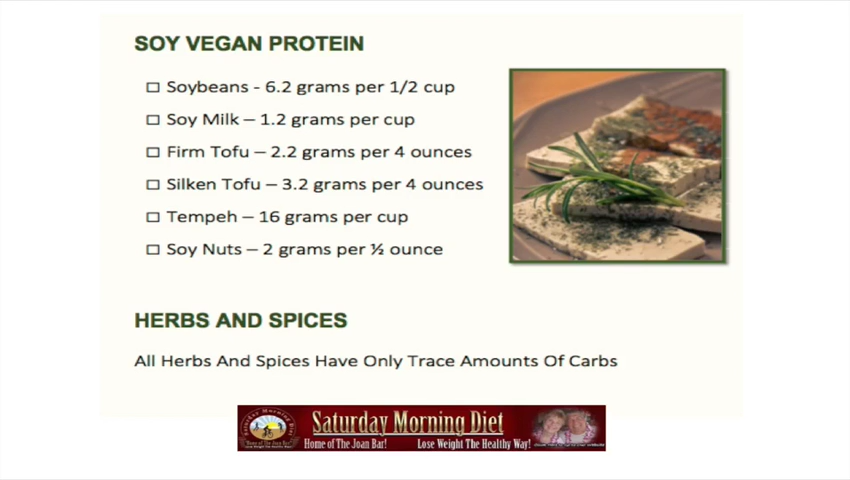 SOY VEGAN PROTEIN
Soybeans - 6.2 grams per 1/2 cup
Soy Milk – 1.2 grams per cup
Firm Tofu – 2.2 grams per 4 ounces
Silken Tofu – 3.2 grams per 4 ounces
Tempeh – 16 grams per cup
Soy Nuts – 2 grams per ½ ounce
HERBS AND SPICES
All Herbs And Spices Have Only Trace Amounts Of Carbs
Saturday Morning Diet
Home of The Joan Bar! Lose Weight The Healthy Way!